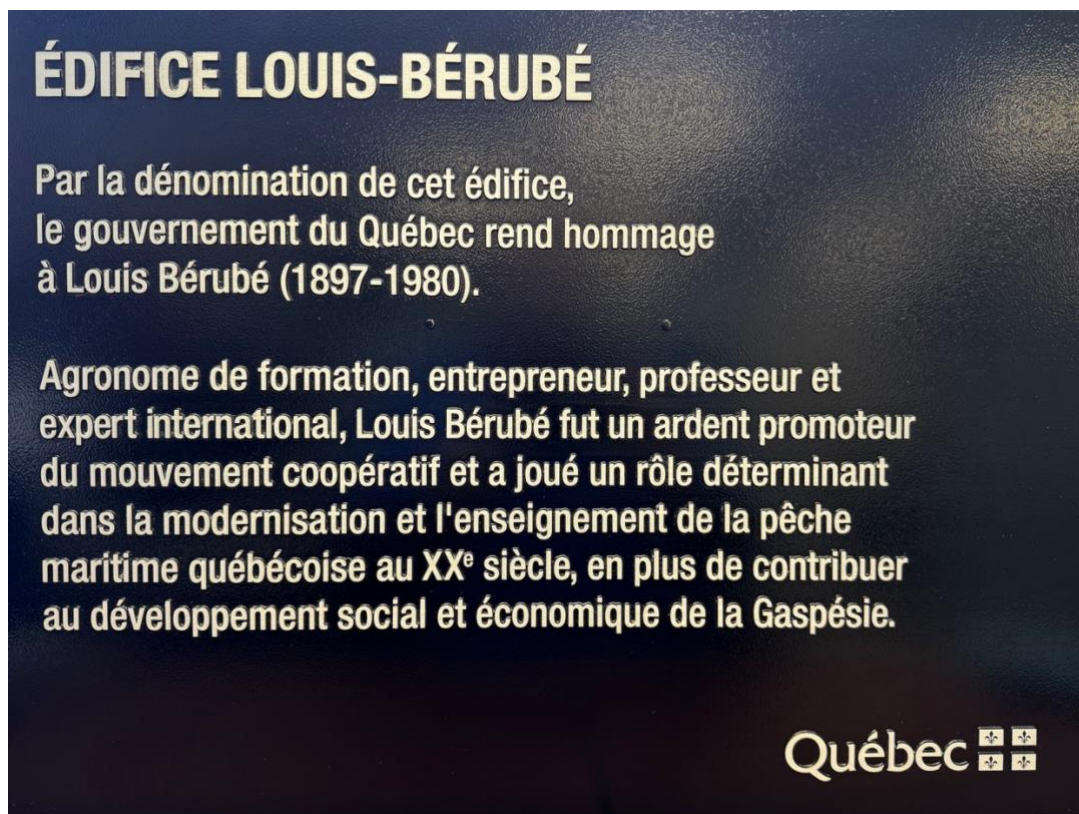 ÉDIFICE LOUIS-BÉRUBÉ
Par la dénomination de cet édifice,
le gouvernement du Québec rend hommage
à Louis Bérubé (1897-1980).
Agronome de formation, entrepreneur, professeur et
expert international, Louis Bérubé fut un ardent promoteur
du mouvement coopératif et a joué un rôle déterminant
dans la modernisation et l'enseignement de la pêche
maritime québécoise au XXᵉ siècle, en plus de contribuer
au développement social et économique de la Gaspésie.
Québec